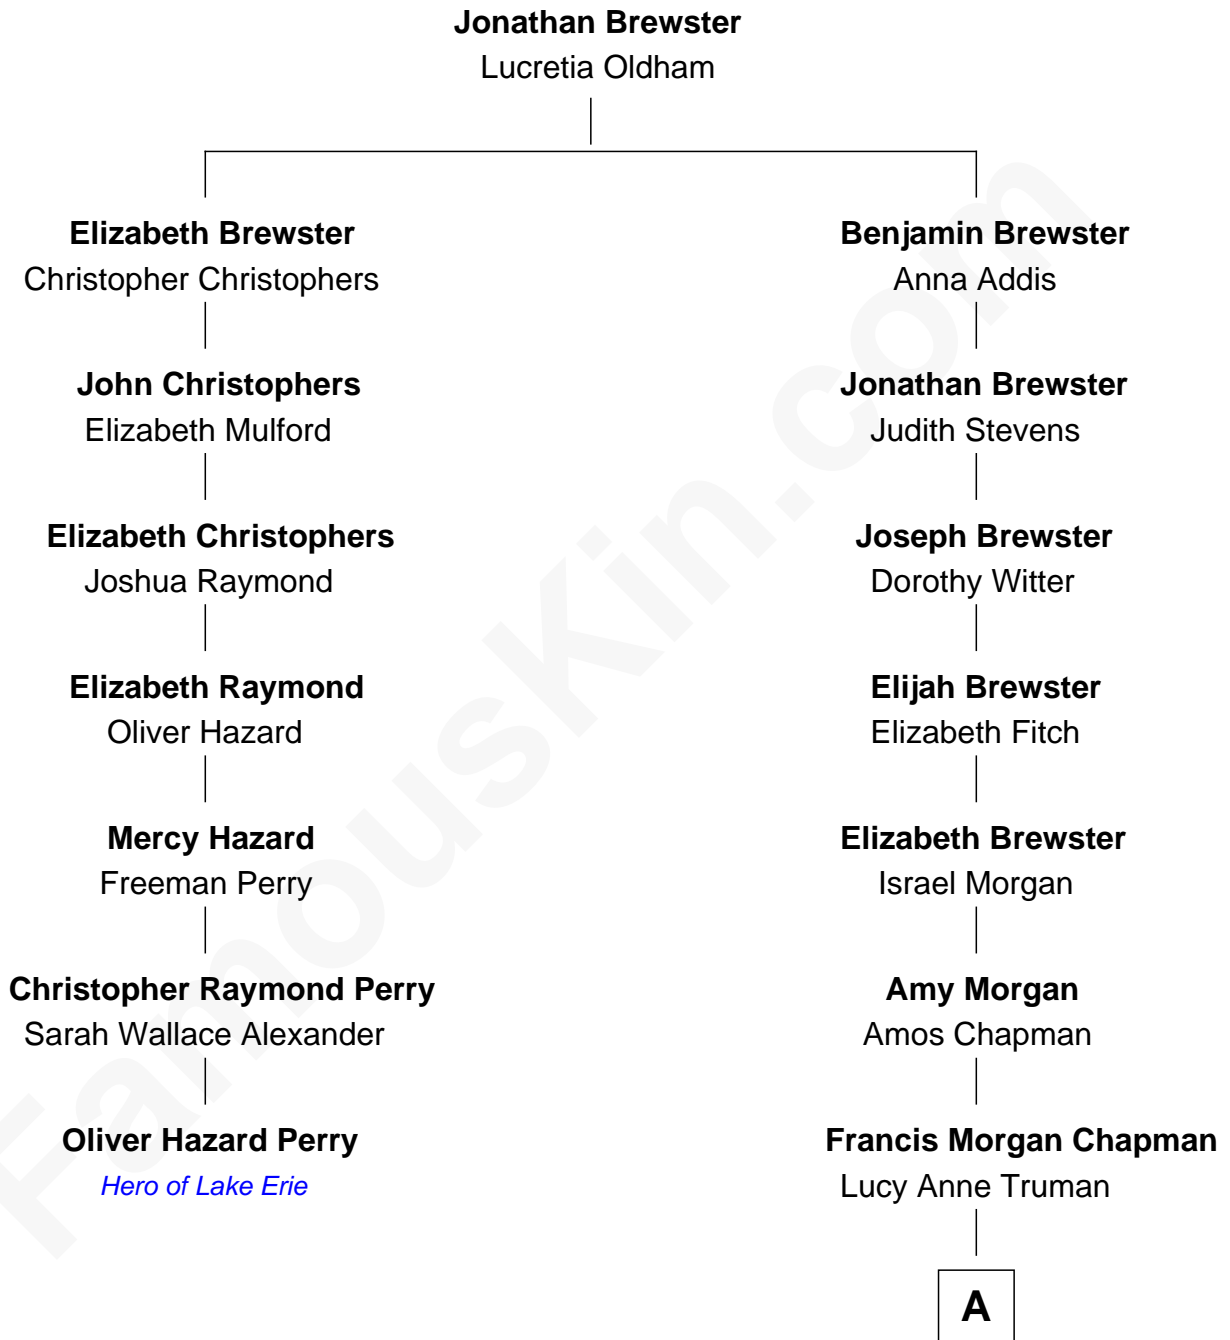 Jonathan Brewster
Lucretia Oldham
Elizabeth Brewster
Christopher Christophers
John Christophers
Elizabeth Mulford
Elizabeth Christophers
Joshua Raymond
Elizabeth Raymond
Oliver Hazard
Mercy Hazard
Freeman Perry
Christopher Raymond Perry
Sarah Wallace Alexander
Oliver Hazard Perry
Hero of Lake Erie
Benjamin Brewster
Anna Addis
Jonathan Brewster
Judith Stevens
Joseph Brewster
Dorothy Witter
Elijah Brewster
Elizabeth Fitch
Elizabeth Brewster
Israel Morgan
Amy Morgan
Amos Chapman
Francis Morgan Chapman
Lucy Anne Truman
A
FamousKin.com